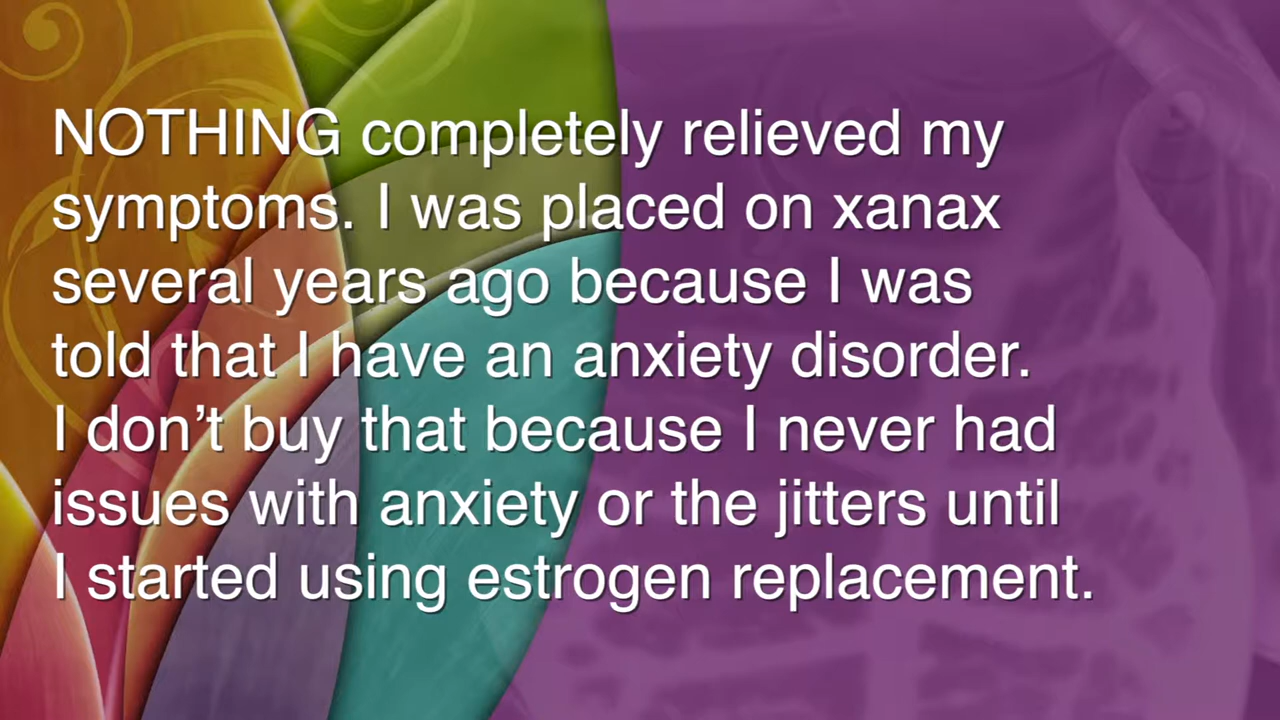 NOTHING completely relieved my
symptoms. I was placed on xanax
several years ago because I was
told that I have an anxiety disorder.
I don’t buy that because I never had
issues with anxiety or the jitters until
I started using estrogen replacement.